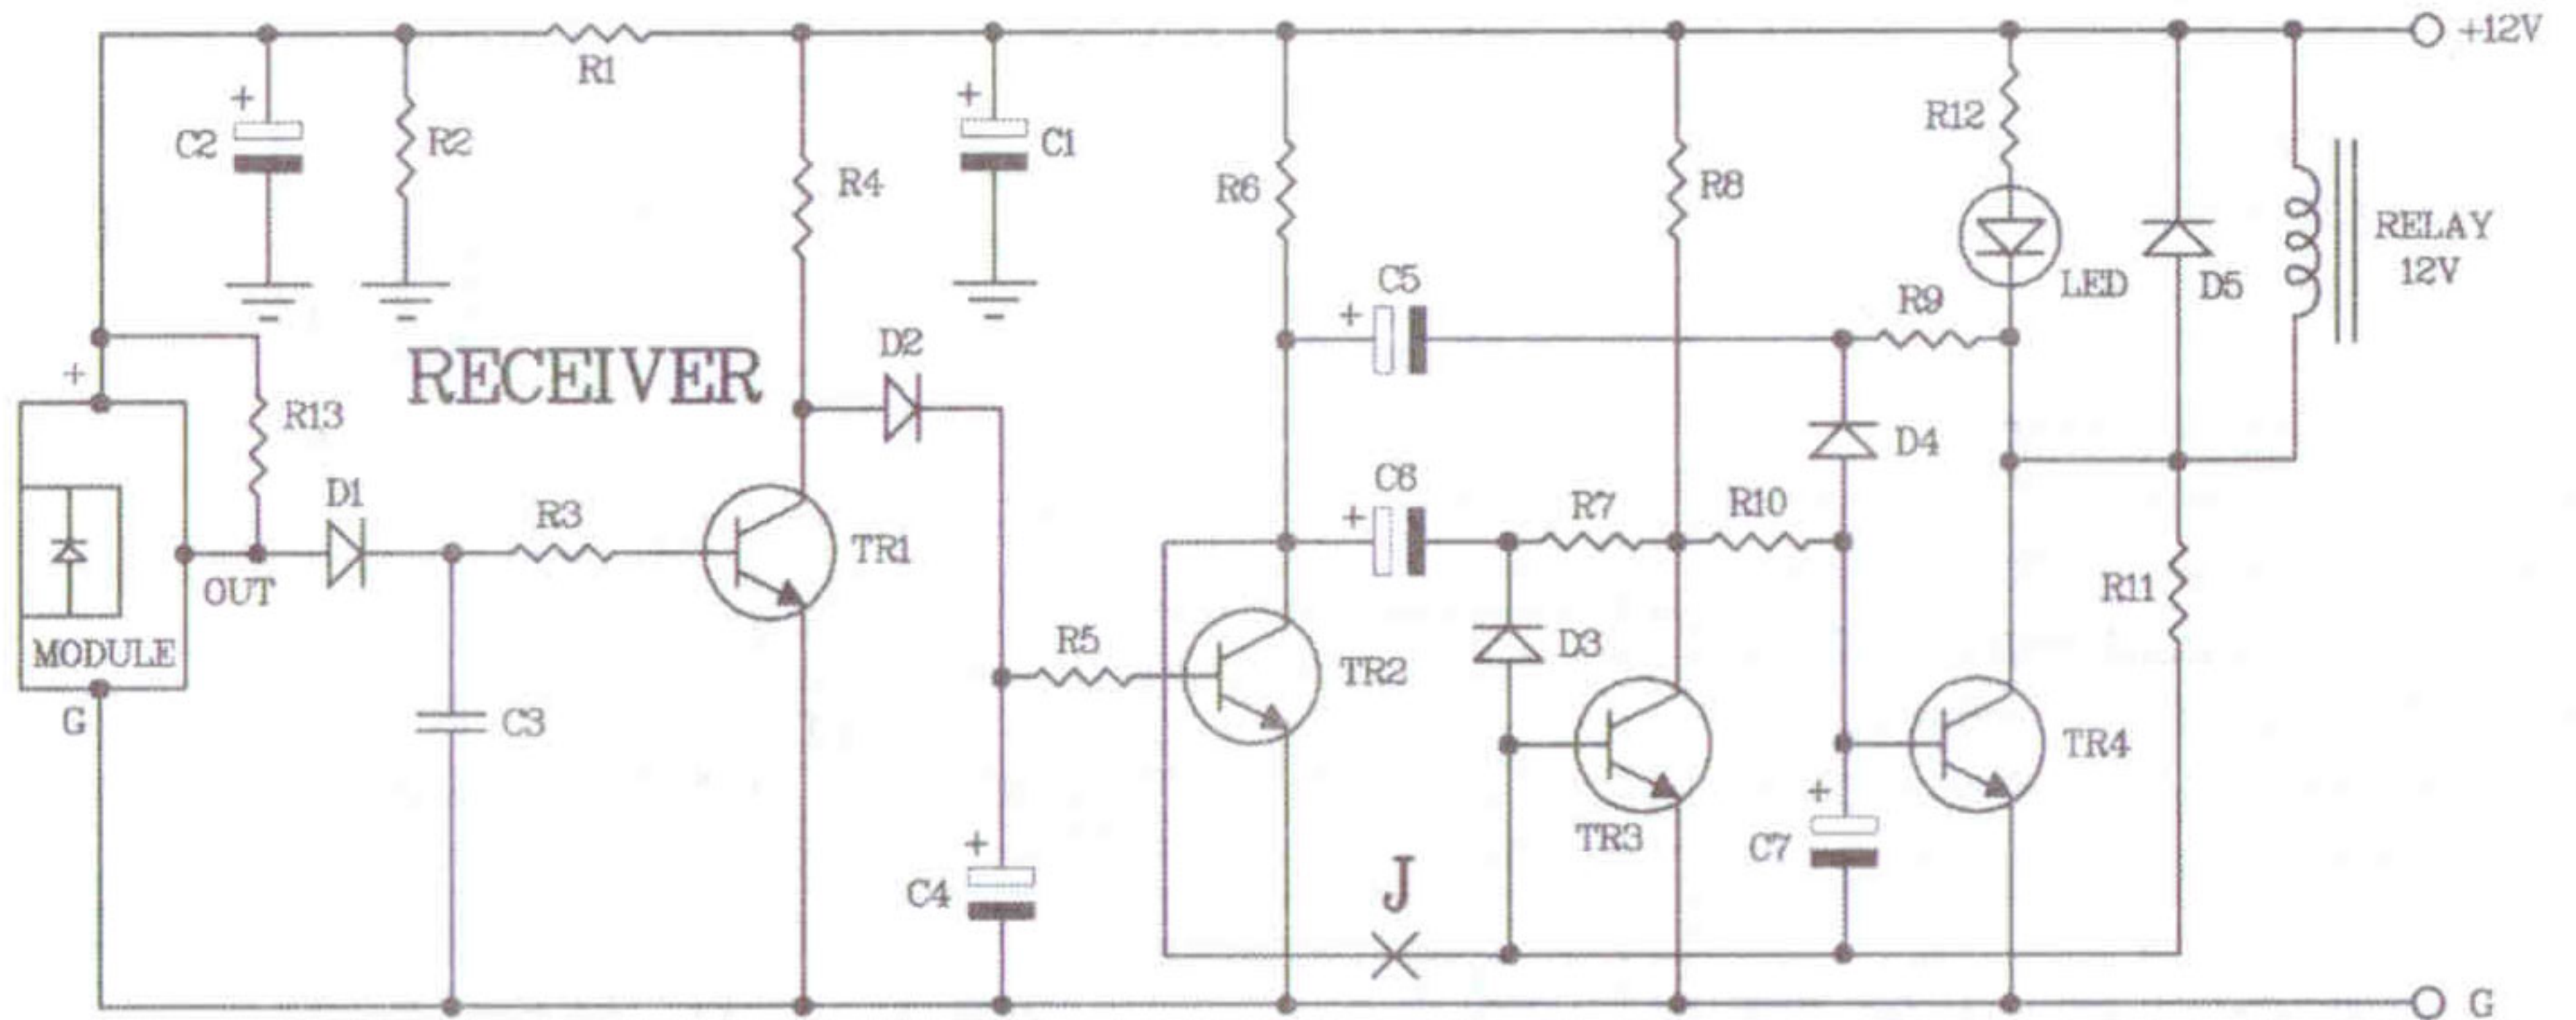 +12V
R1
+
C2
R2
+
C1
R4
R6
R8
R12
RELAY
12V
LED
D5
C5
+
R9
RECEIVER
D2
+
R13
D4
D1
R3
C6
+
R7
R10
TR1
OUT
R11
MODULE
R5
D3
TR2
G
C3
TR4
+
TR3
C7
+
C4
J
G